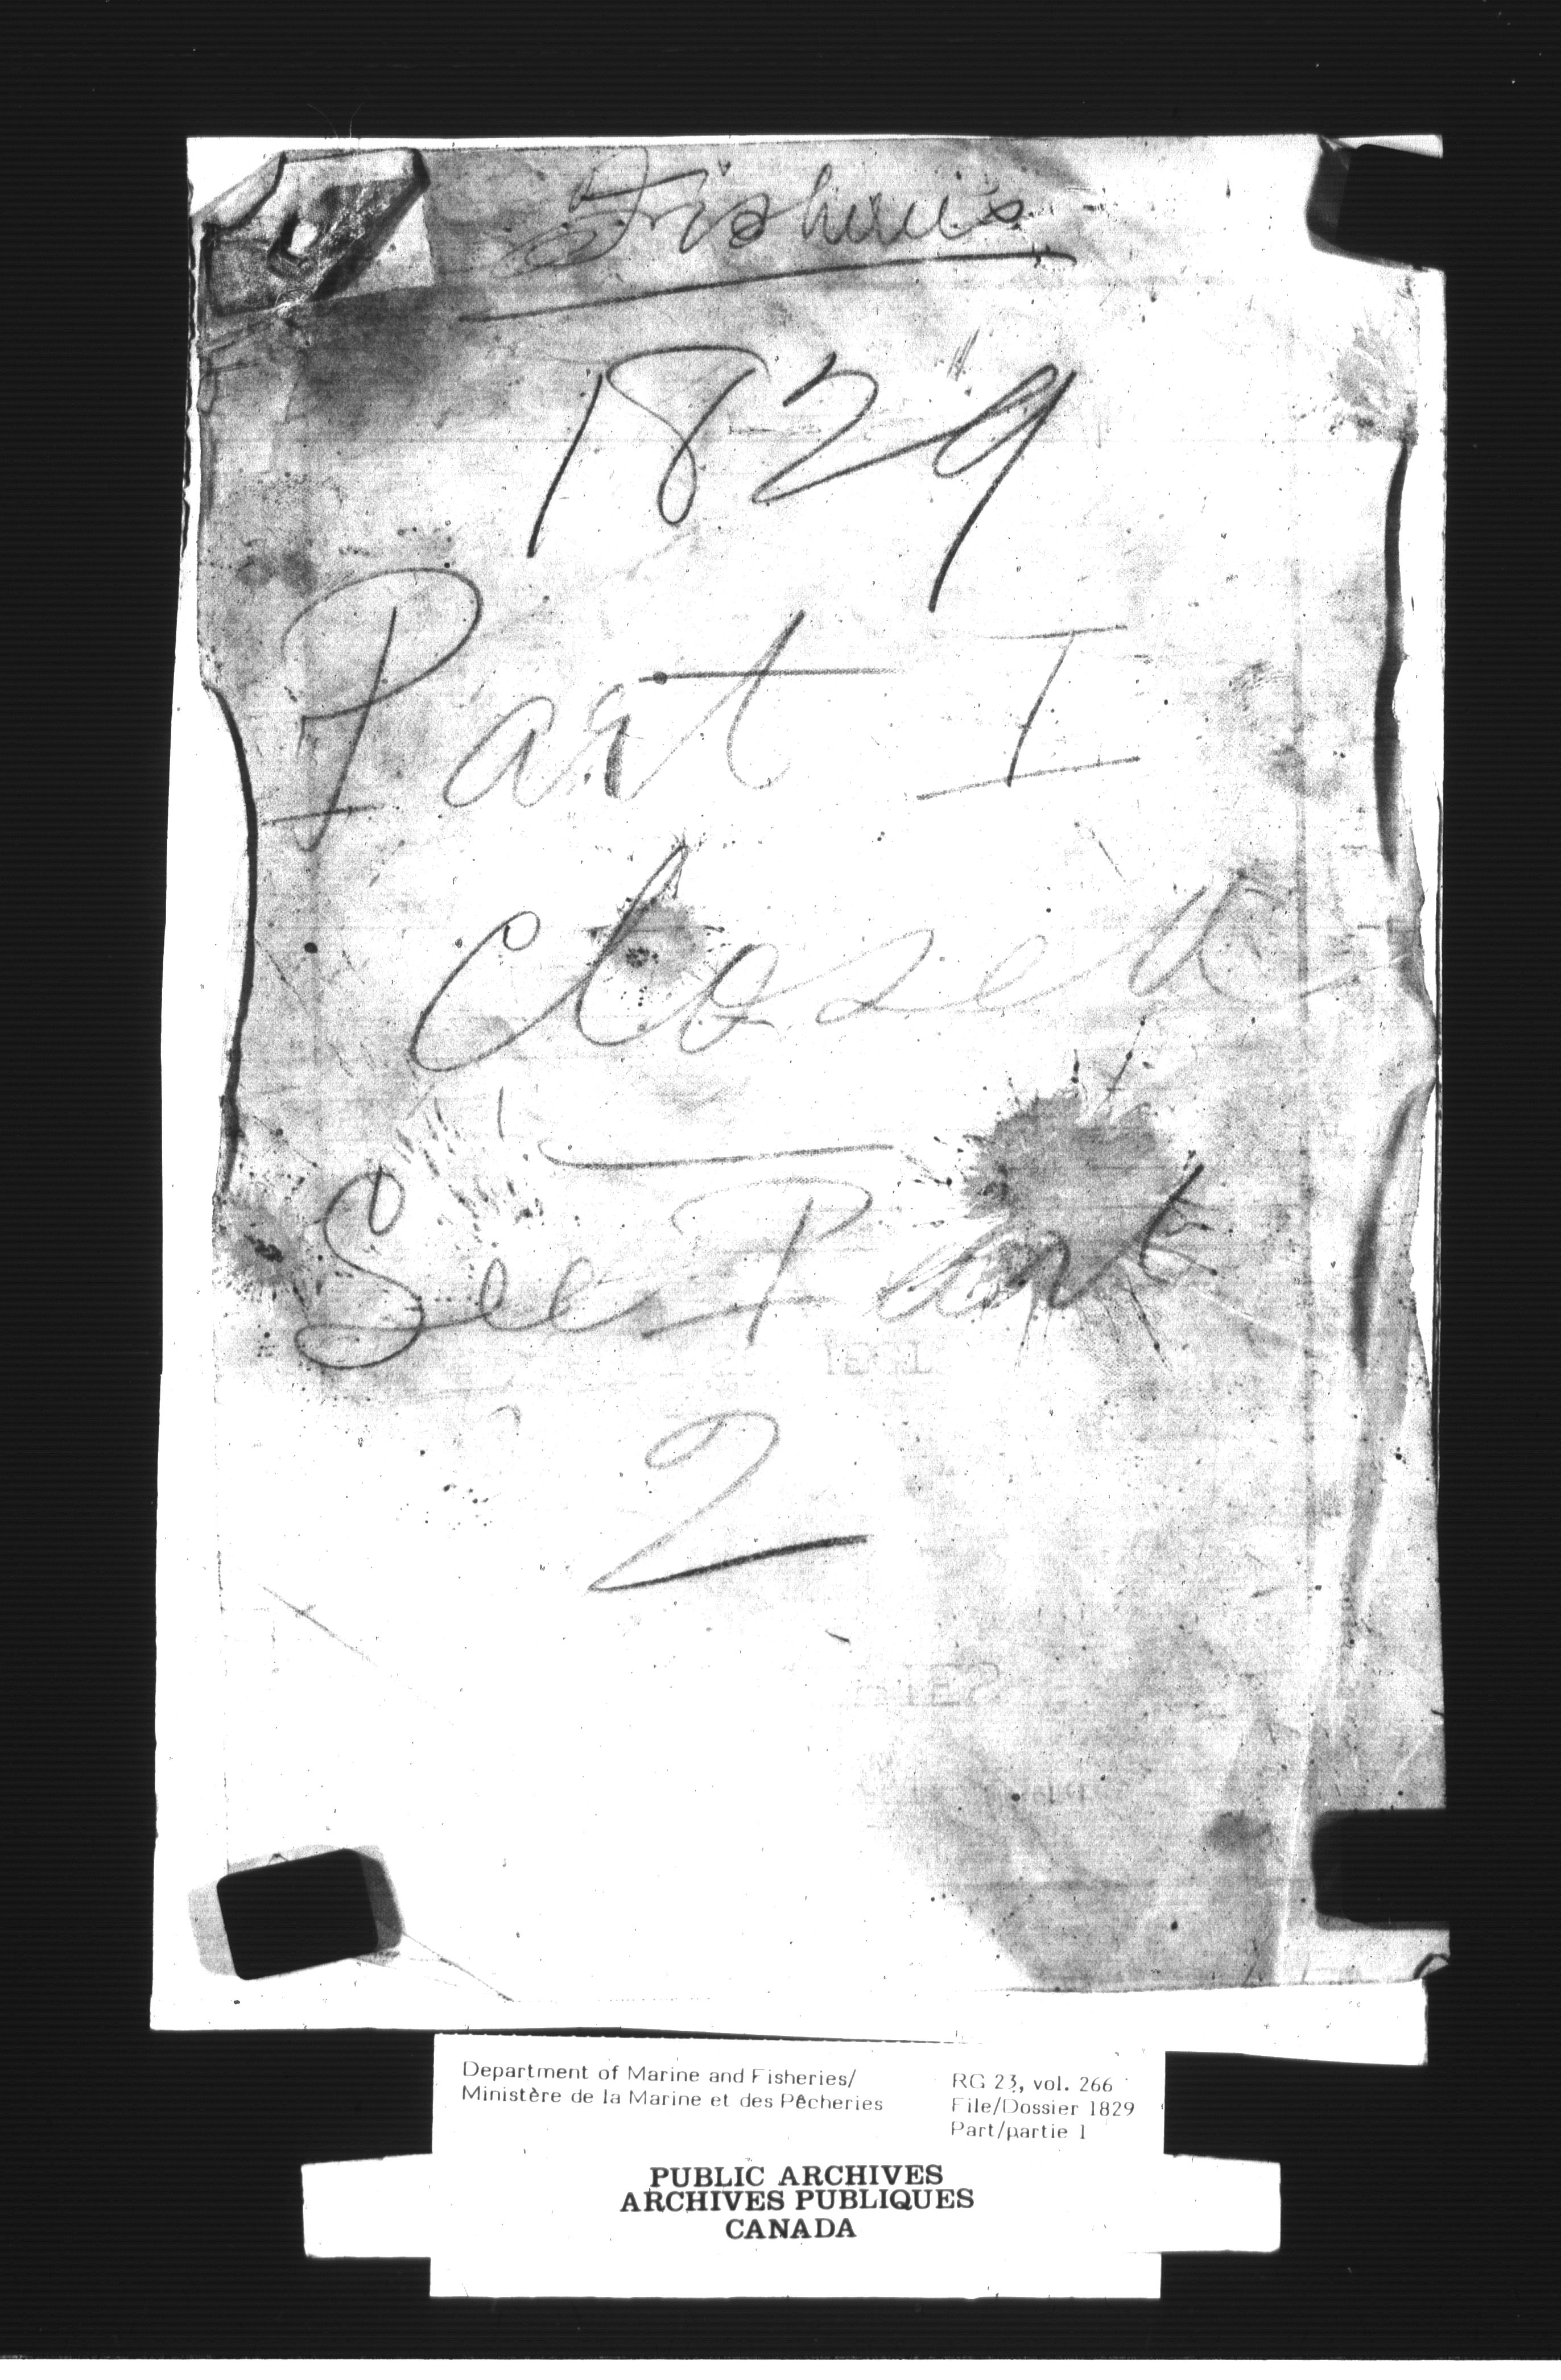 Fisheries
1829
Part I
closed
See Part
2
Department of Marine and Fisheries/
Ministère de la Marine et des Pêcheries
RG 23, vol. 266
File/Dossier 1829
Part/partie 1
PUBLIC ARCHIVES
ARCHIVES PUBLIQUES
CANADA